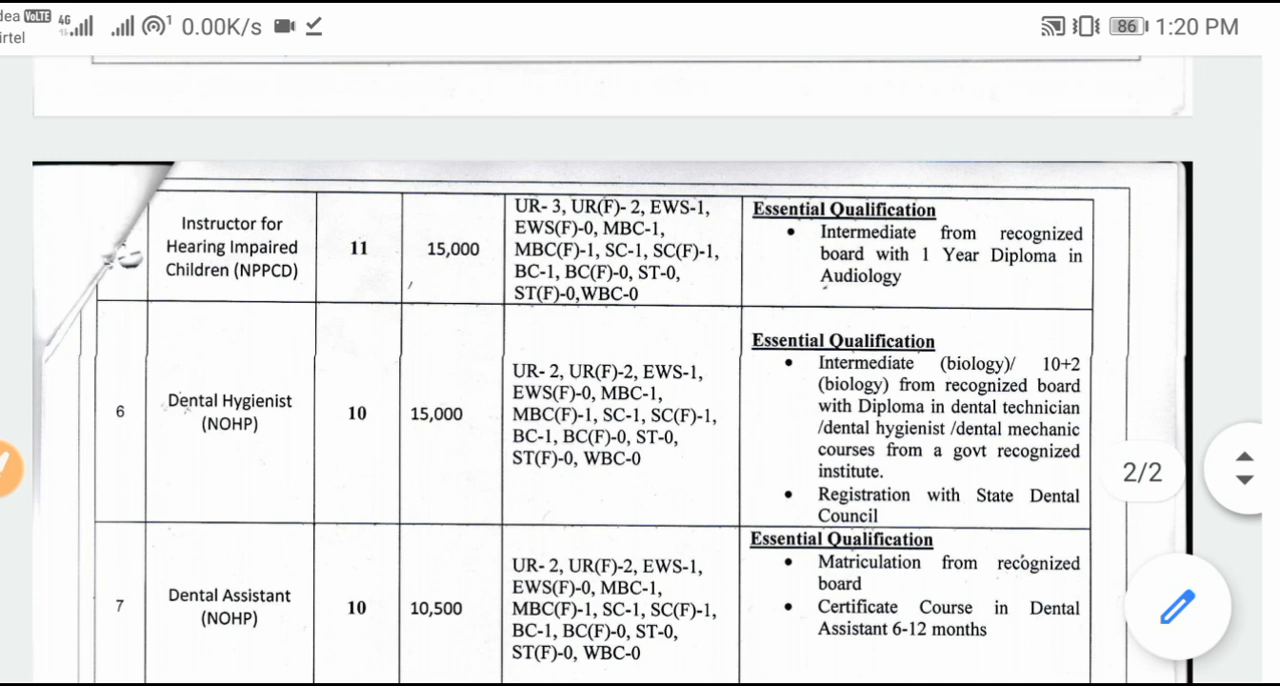 dea VoLTE 4G 1 0.00K/s 86 1:20 PM
irtel
Instructor for
Hearing Impaired
Children (NPPCD)
11
15,000
UR- 3, UR(F)- 2, EWS-1,
EWS(F)-0, MBC-1,
MBC(F)-1, SC-1, SC(F)-1,
BC-1, BC(F)-0, ST-0,
ST(F)-0,WBC-0
Essential Qualification
• Intermediate from recognized
board with 1 Year Diploma in
Audiology
6
Dental Hygienist
(NOHP)
10
15,000
UR- 2, UR(F)-2, EWS-1,
EWS(F)-0, MBC-1,
MBC(F)-1, SC-1, SC(F)-1,
BC-1, BC(F)-0, ST-0,
ST(F)-0, WBC-0
Essential Qualification
• Intermediate (biology)/ 10+2
(biology) from recognized board
with Diploma in dental technician
/dental hygienist /dental mechanic
courses from a govt recognized
institute.
• Registration with State Dental
Council
7
Dental Assistant
(NOHP)
10
10,500
UR- 2, UR(F)-2, EWS-1,
EWS(F)-0, MBC-1,
MBC(F)-1, SC-1, SC(F)-1,
BC-1, BC(F)-0, ST-0,
ST(F)-0, WBC-0
Essential Qualification
• Matriculation from recognized
board
• Certificate Course in Dental
Assistant 6-12 months
2/2